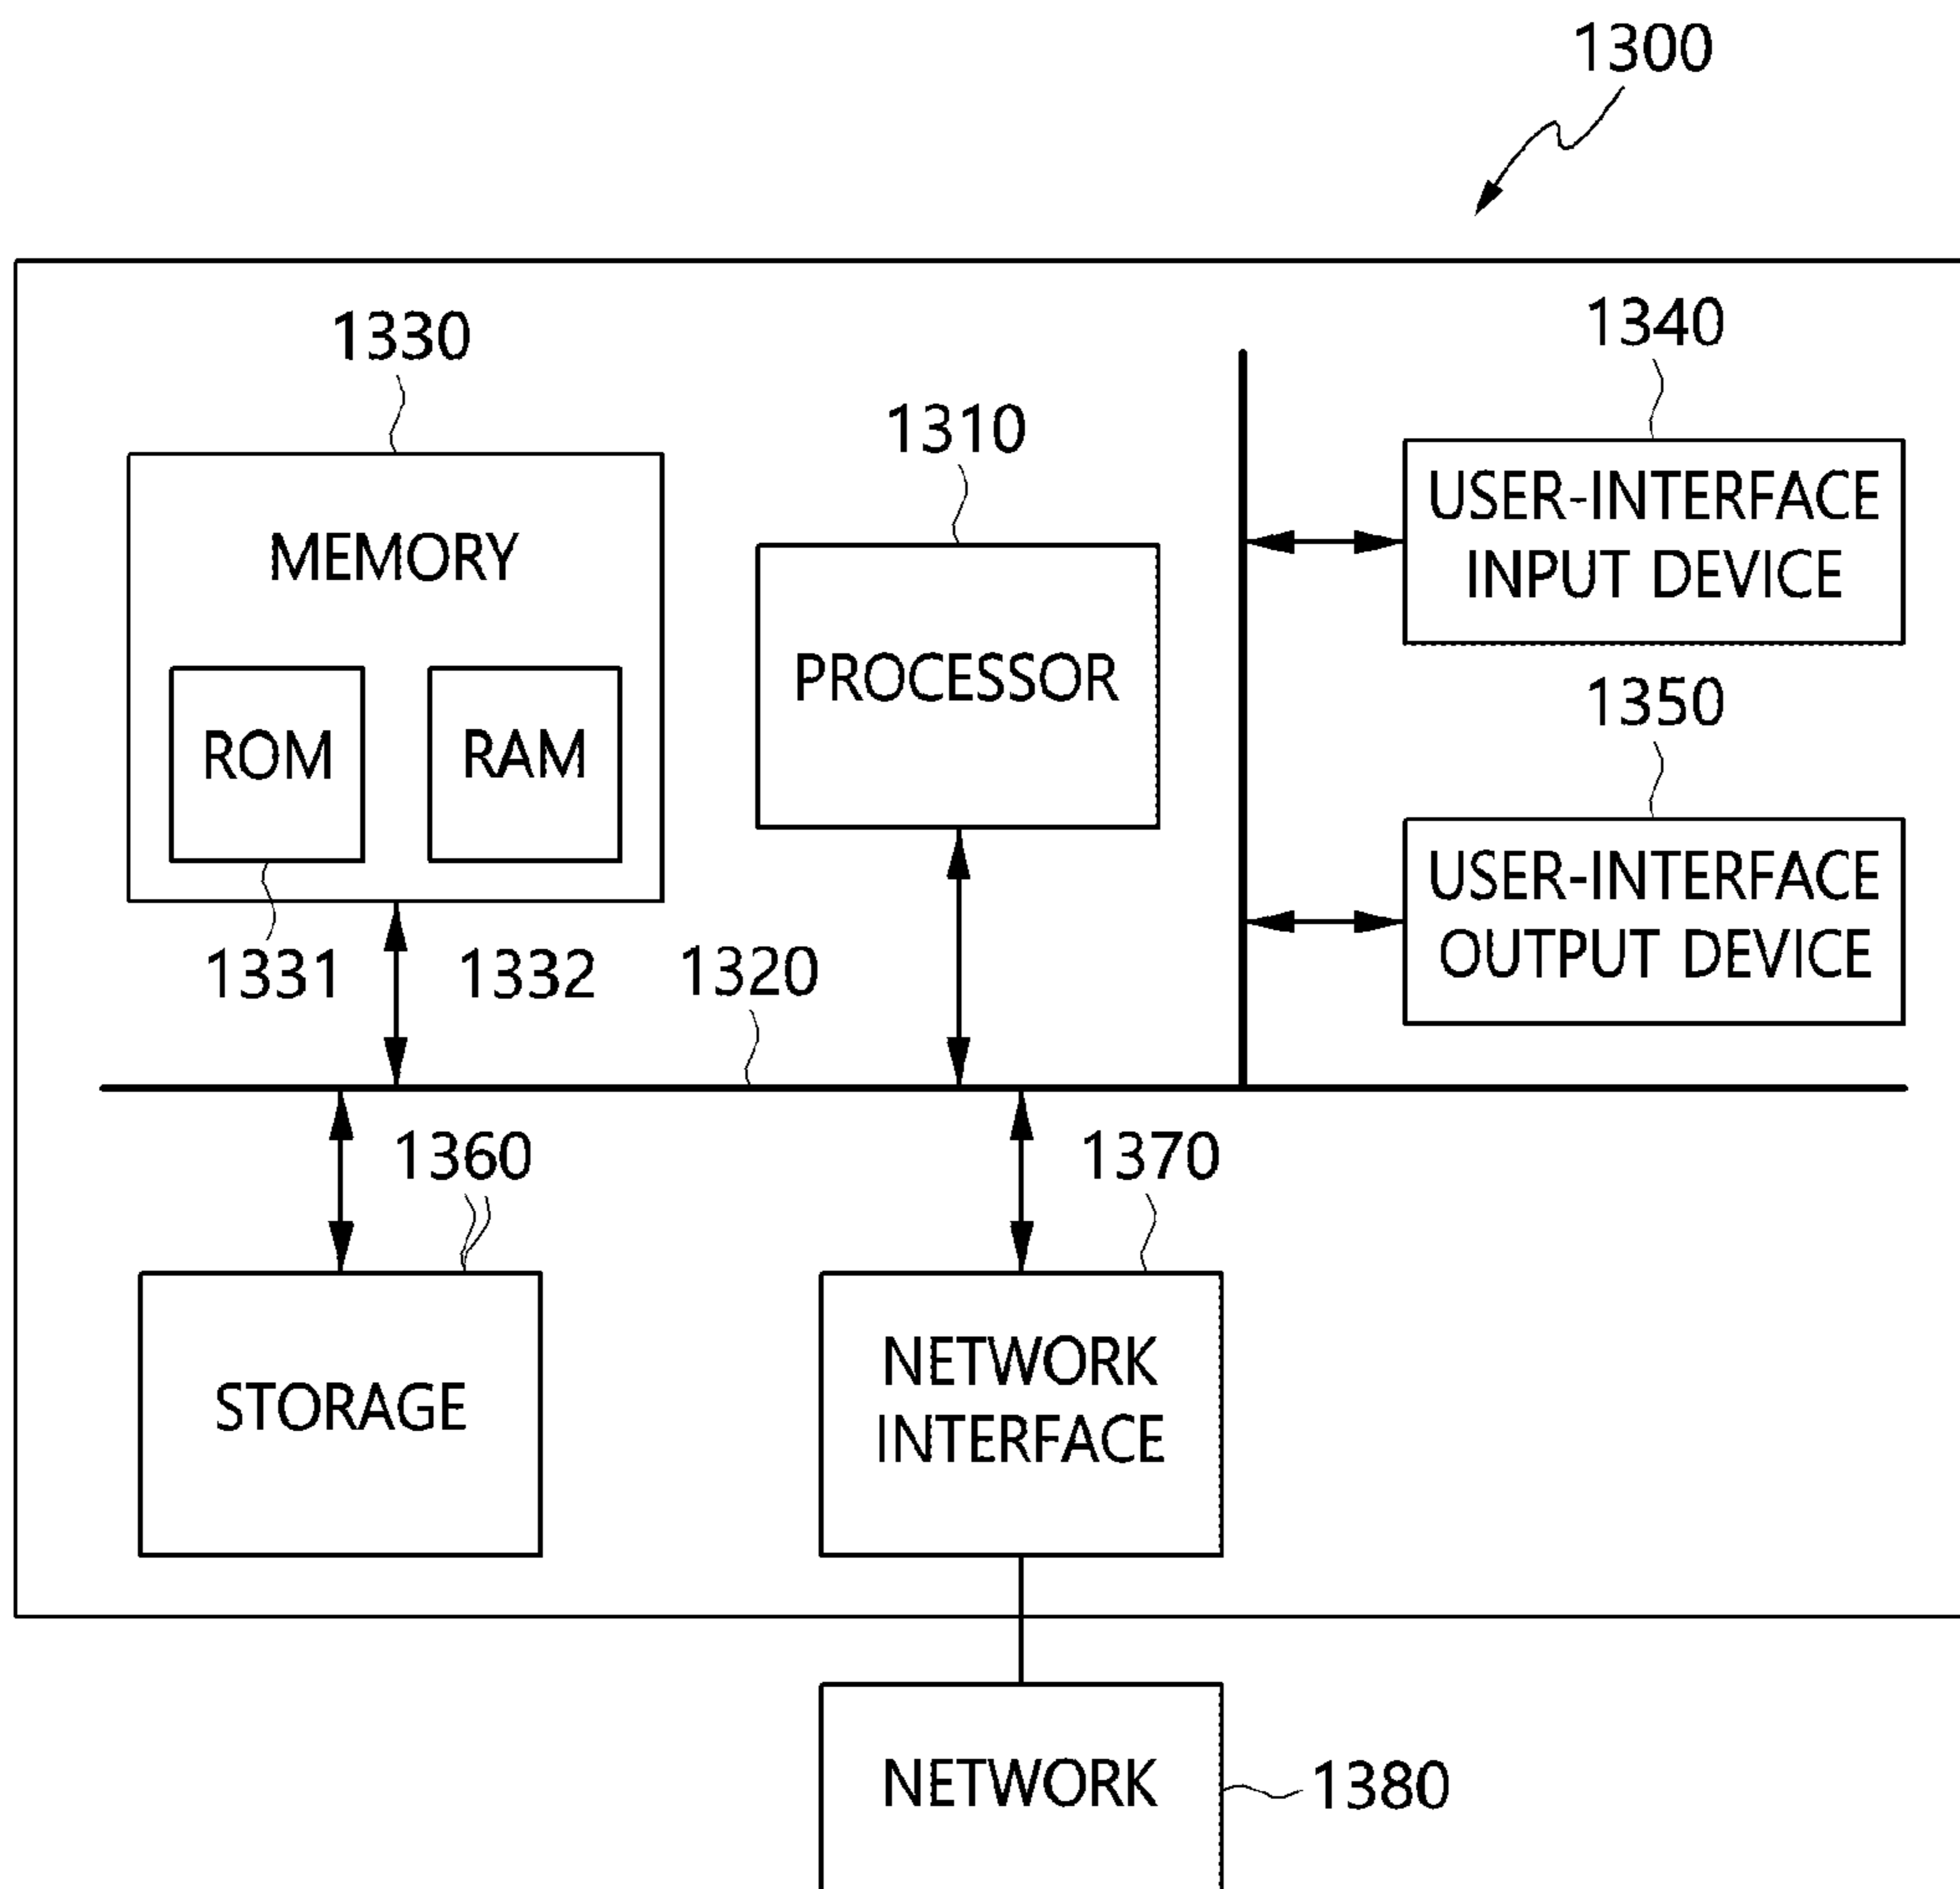 1300
1330
1310
1340
MEMORY
ROM
RAM
PROCESSOR
USER-INTERFACE
INPUT DEVICE
1350
USER-INTERFACE
OUTPUT DEVICE
1331
1332
1320
1360
1370
STORAGE
NETWORK
INTERFACE
NETWORK
1380